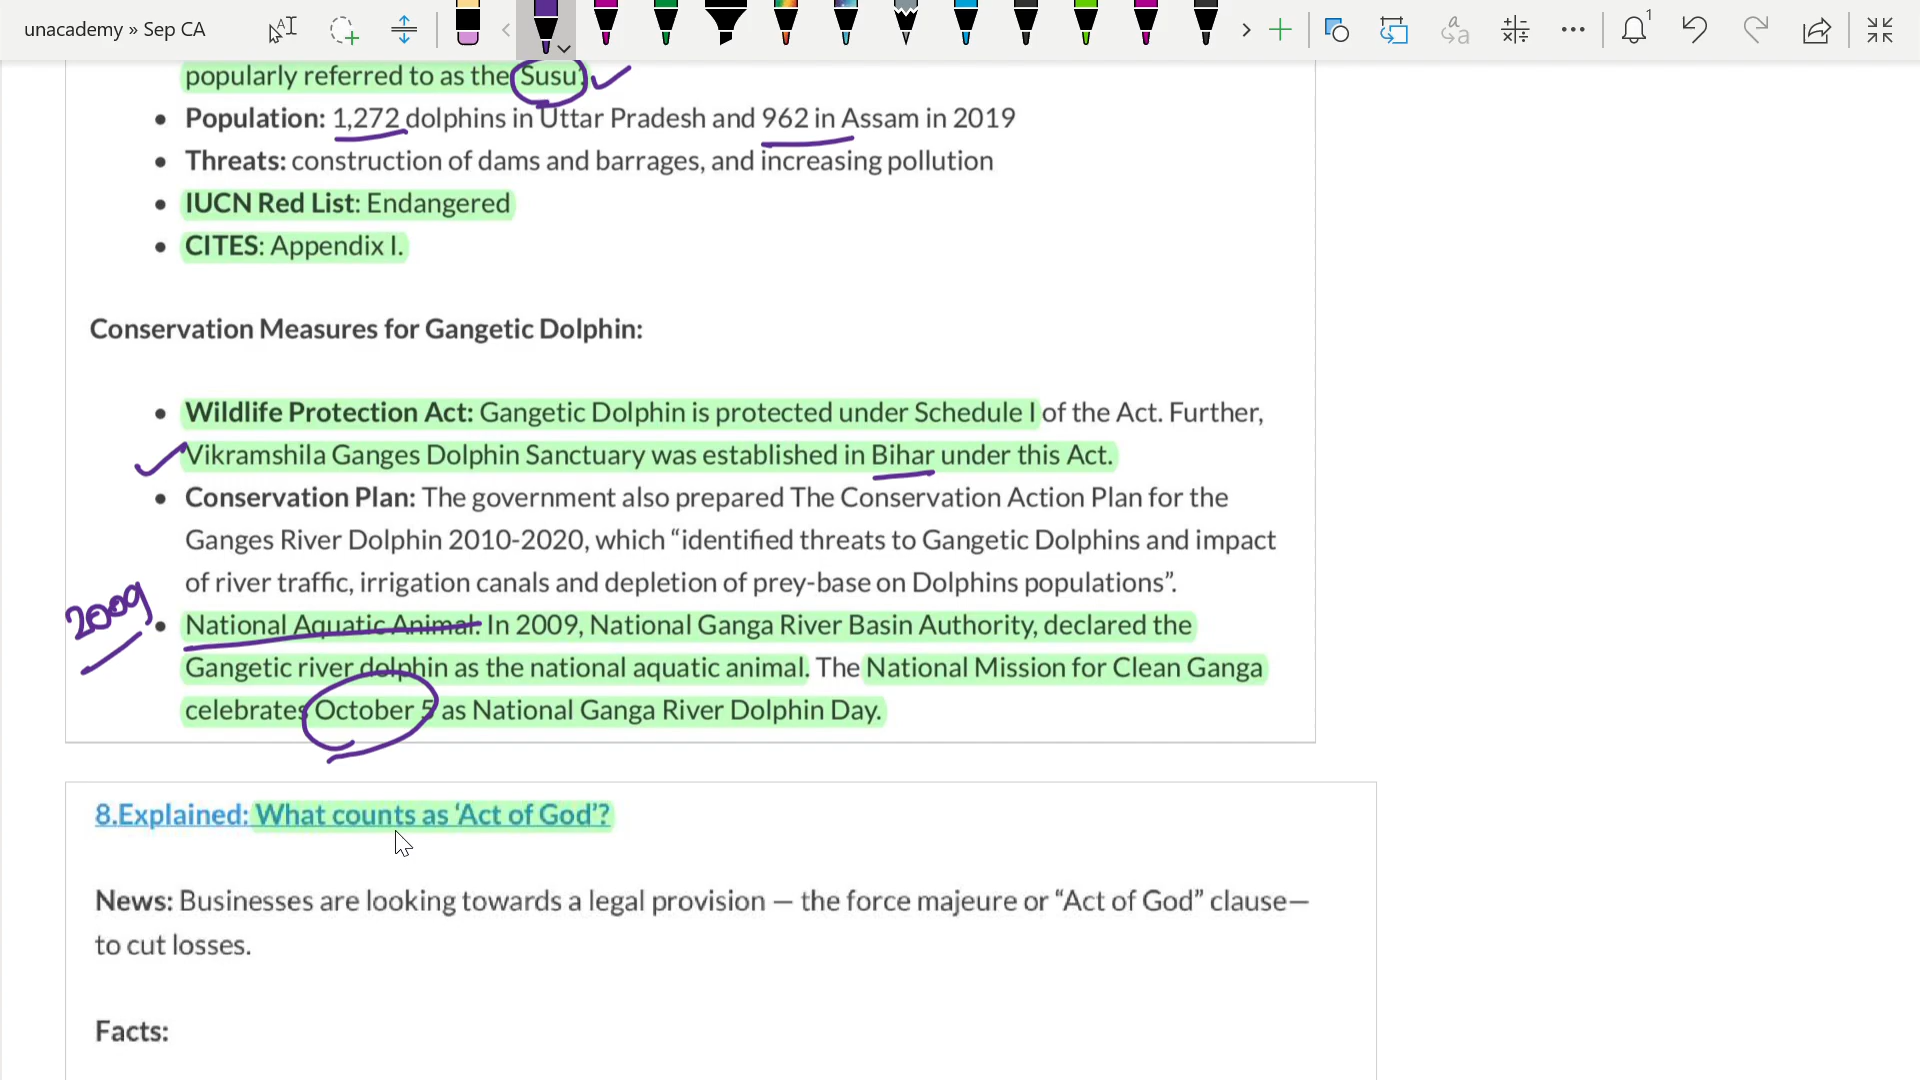 unacademy » Sep CA
popularly referred to as the 'Susu'.
• Population: 1,272 dolphins in Uttar Pradesh and 962 in Assam in 2019
• Threats: construction of dams and barrages, and increasing pollution
• IUCN Red List: Endangered
• CITES: Appendix I.
Conservation Measures for Gangetic Dolphin:
• Wildlife Protection Act: Gangetic Dolphin is protected under Schedule I of the Act. Further,
Vikramshila Ganges Dolphin Sanctuary was established in Bihar under this Act.
• Conservation Plan: The government also prepared The Conservation Action Plan for the
Ganges River Dolphin 2010-2020, which “identified threats to Gangetic Dolphins and impact
of river traffic, irrigation canals and depletion of prey-base on Dolphins populations”.
2009
• National Aquatic Animal: In 2009, National Ganga River Basin Authority, declared the
Gangetic river dolphin as the national aquatic animal. The National Mission for Clean Ganga
celebrates October 5 as National Ganga River Dolphin Day.
8.Explained: What counts as ‘Act of God’?
News: Businesses are looking towards a legal provision — the force majeure or “Act of God” clause—
to cut losses.
Facts: